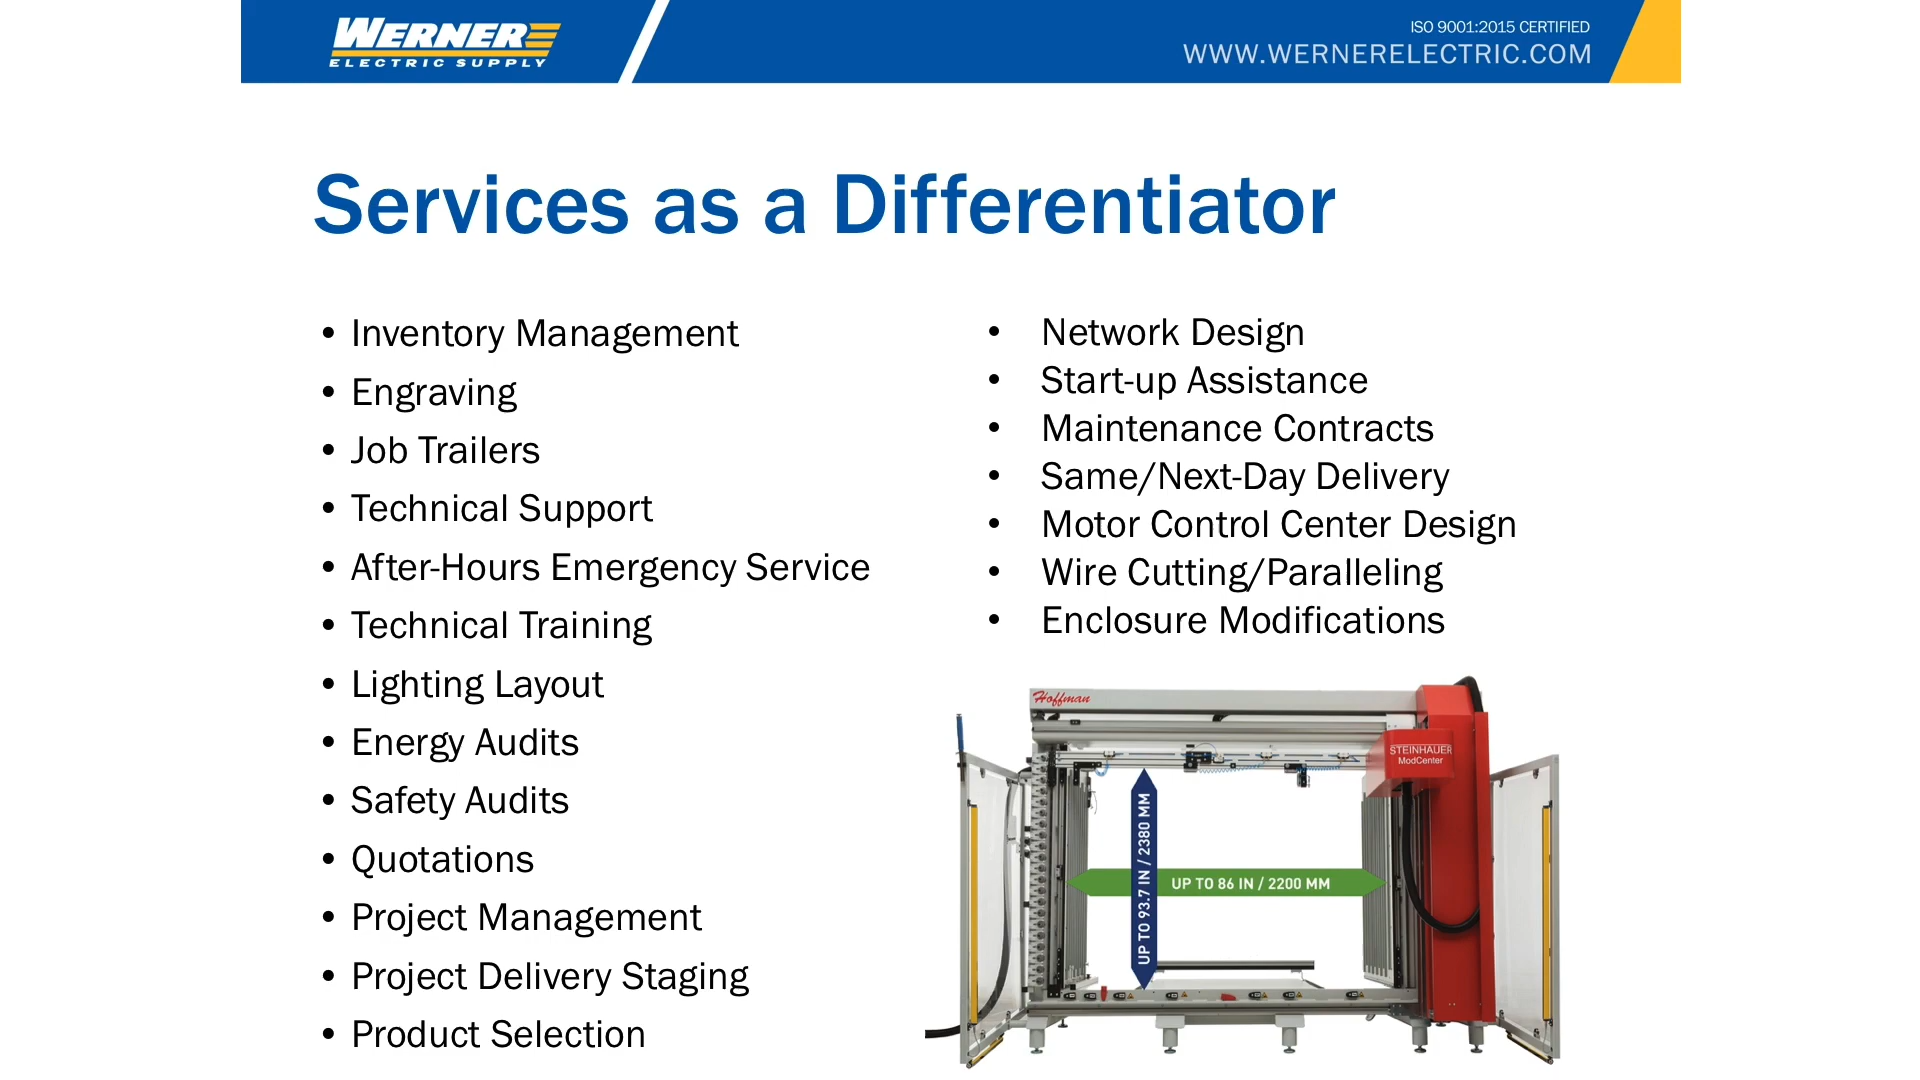 WERNER
ELECTRIC SUPPLY
ISO 9001:2015 CERTIFIED
WWW.WERNERELECTRIC.COM
Services as a Differentiator
• Inventory Management
• Engraving
• Job Trailers
• Technical Support
• After-Hours Emergency Service
• Technical Training
• Lighting Layout
• Energy Audits
• Safety Audits
• Quotations
• Project Management
• Project Delivery Staging
• Product Selection
• Network Design
• Start-up Assistance
• Maintenance Contracts
• Same/Next-Day Delivery
• Motor Control Center Design
• Wire Cutting/Paralleling
• Enclosure Modifications
Hoffman
STEINHAUER
ModCenter
UP TO 93.7 IN / 2380 MM
UP TO 86 IN / 2200 MM